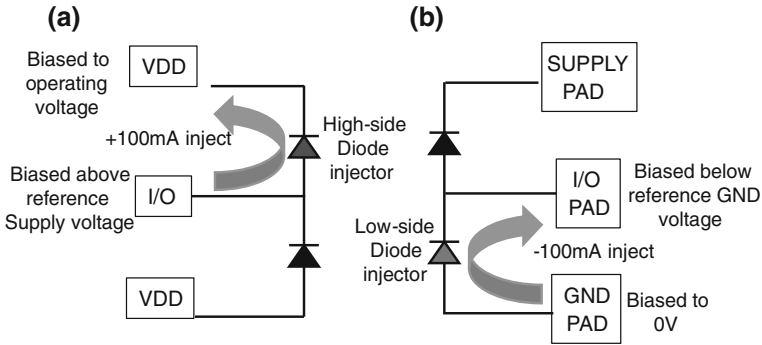 (a)
Biased to
operating
voltage
VDD
+100mA inject
High-side
Diode
injector
Biased above
reference
Supply voltage
I/O
VDD
(b)
SUPPLY
PAD
I/O
PAD
Biased below
reference GND
voltage
Low-side
Diode
injector
-100mA inject
GND
PAD
Biased to
0V